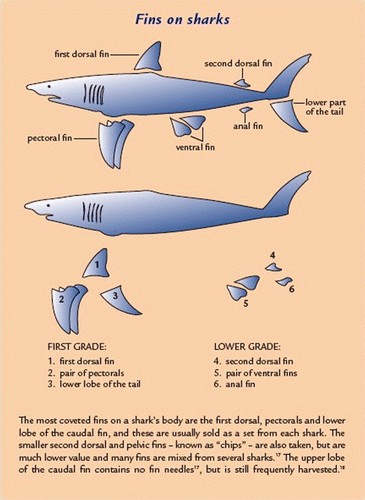 Fins on sharks
first dorsal fin
second dorsal fin
lower part
of the tail
pectoral fin
anal fin
ventral fin
1
2
3
4
5
6
FIRST GRADE:
1. first dorsal fin
2. pair of pectorals
3. lower lobe of the tail
LOWER GRADE:
4. second dorsal fin
5. pair of ventral fins
6. anal fin
The most coveted fins on a shark's body are the first dorsal, pectorals and lower
lobe of the caudal fin, and these are usually sold as a set from each shark. The
smaller second dorsal and pelvic fins – known as "chips" – are also taken, but are
much lower value and many fins are mixed from several sharks.¹⁷ The upper lobe
of the caudal fin contains no fin needles¹⁷, but is still frequently harvested.¹⁸